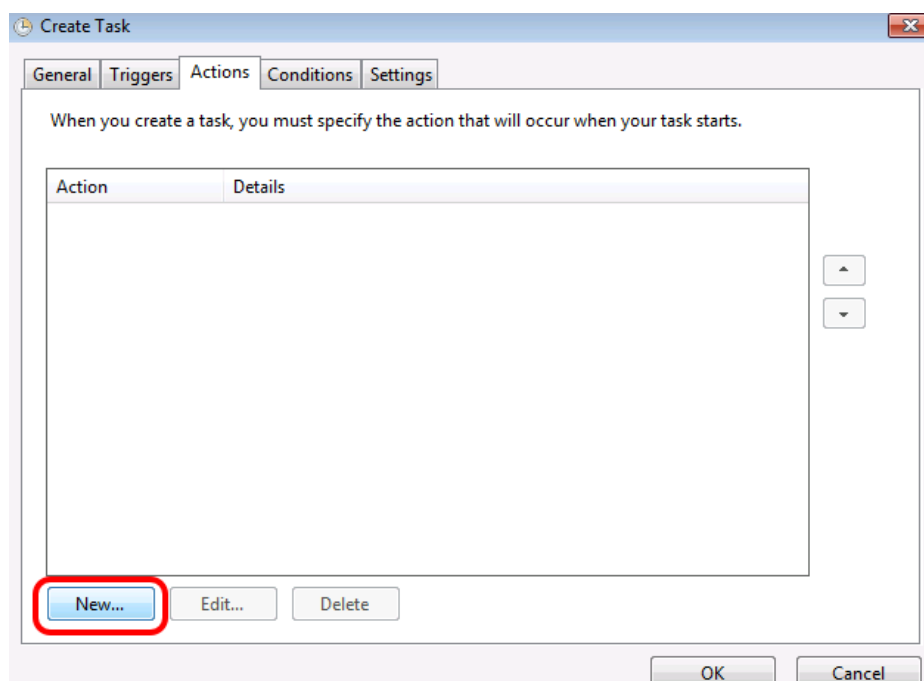 Create Task
General Triggers Actions Conditions Settings
When you create a task, you must specify the action that will occur when your task starts.
Action Details
New... Edit... Delete
OK Cancel